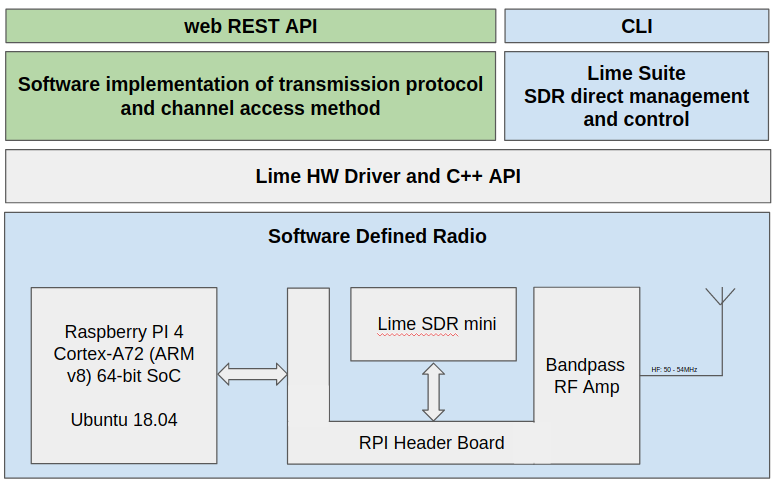 web REST API
CLI
Software implementation of transmission protocol
and channel access method
Lime Suite
SDR direct management
and control
Lime HW Driver and C++ API
Software Defined Radio
Raspberry PI 4
Cortex-A72 (ARM
v8) 64-bit SoC
Ubuntu 18.04
Lime SDR mini
RPI Header Board
Bandpass
RF Amp
HF: 50 - 54MHz